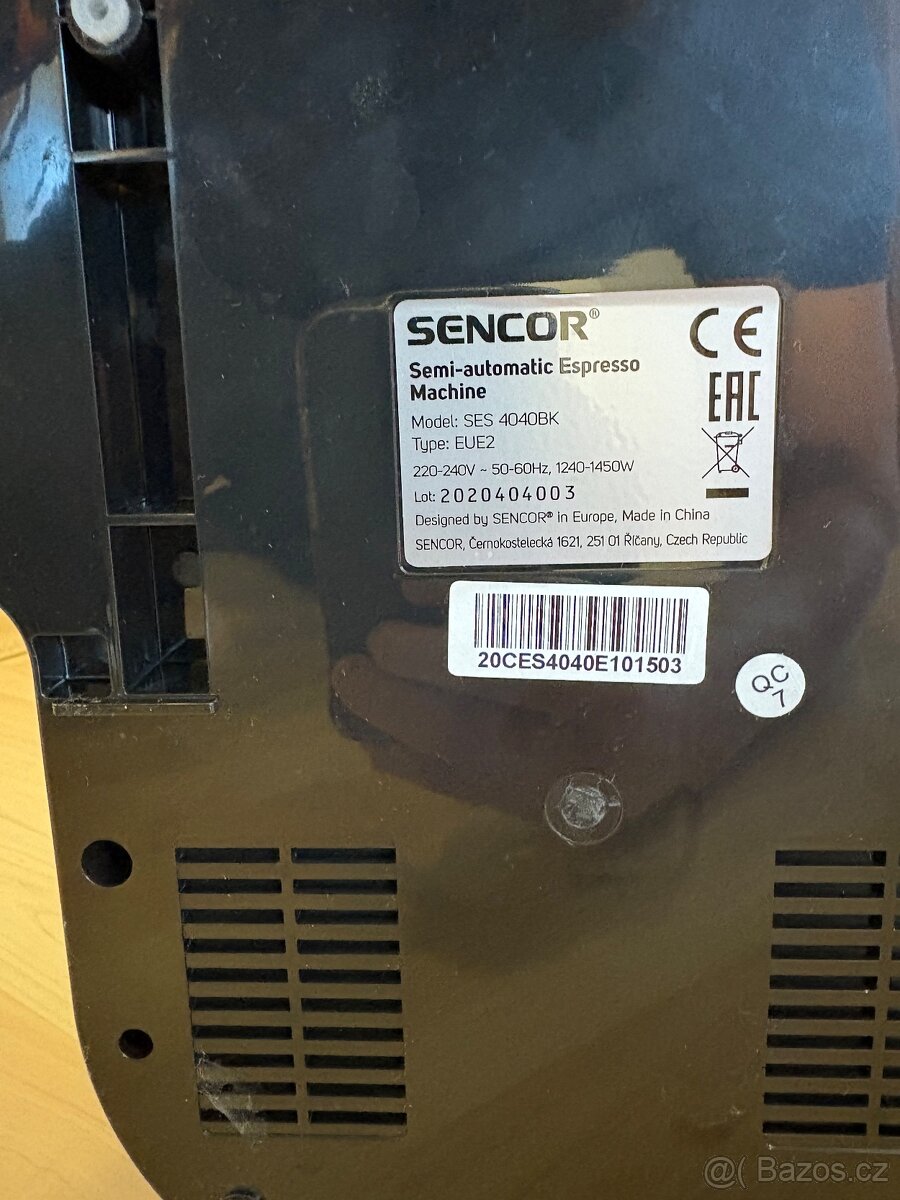 SENCOR®
CE
Semi-automatic Espresso
Machine
EAC
Model: SES 4040BK
Type: EUE2
220-240V ~ 50-60Hz, 1240-1450W
Lot: 2020404003
Designed by SENCOR® in Europe, Made in China
SENCOR, Černokostelecká 1621, 251 01 Říčany, Czech Republic
20CES4040E101503
QC
7
@( Bazos.cz